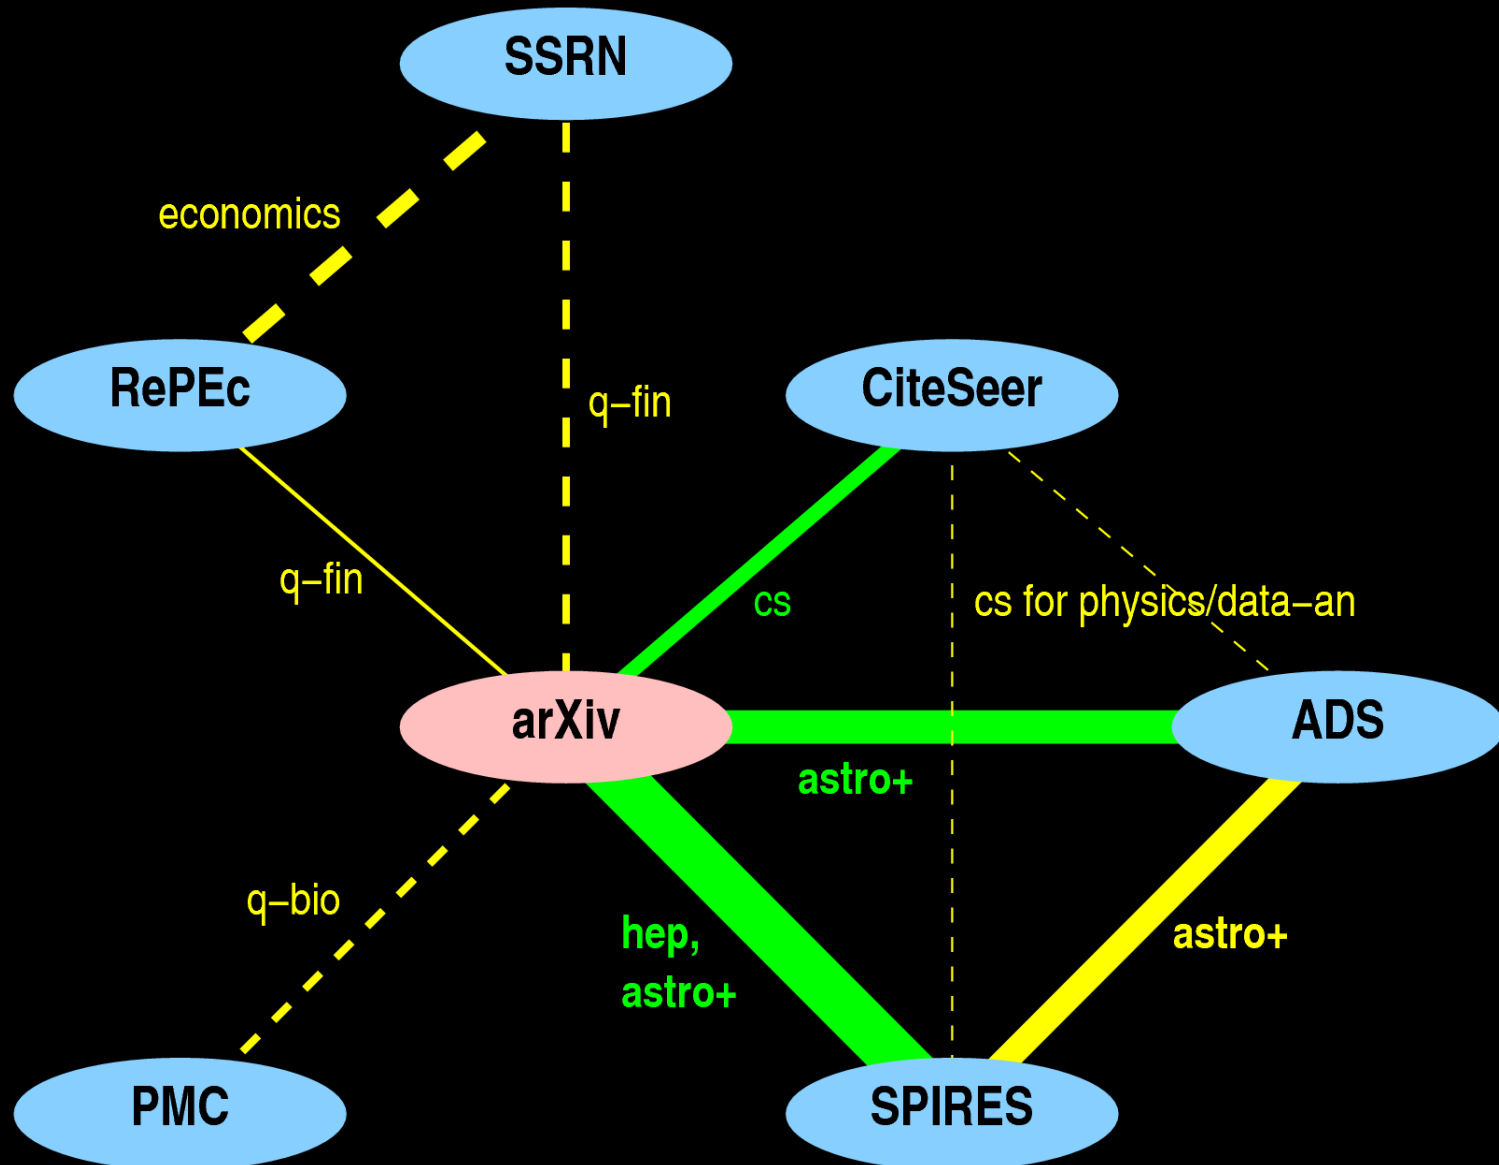 SSRN
economics
RePEc
q−fin
CiteSeer
q−fin
cs
cs for physics/data−an
arXiv
ADS
astro+
q−bio
hep,
astro+
astro+
PMC
SPIRES